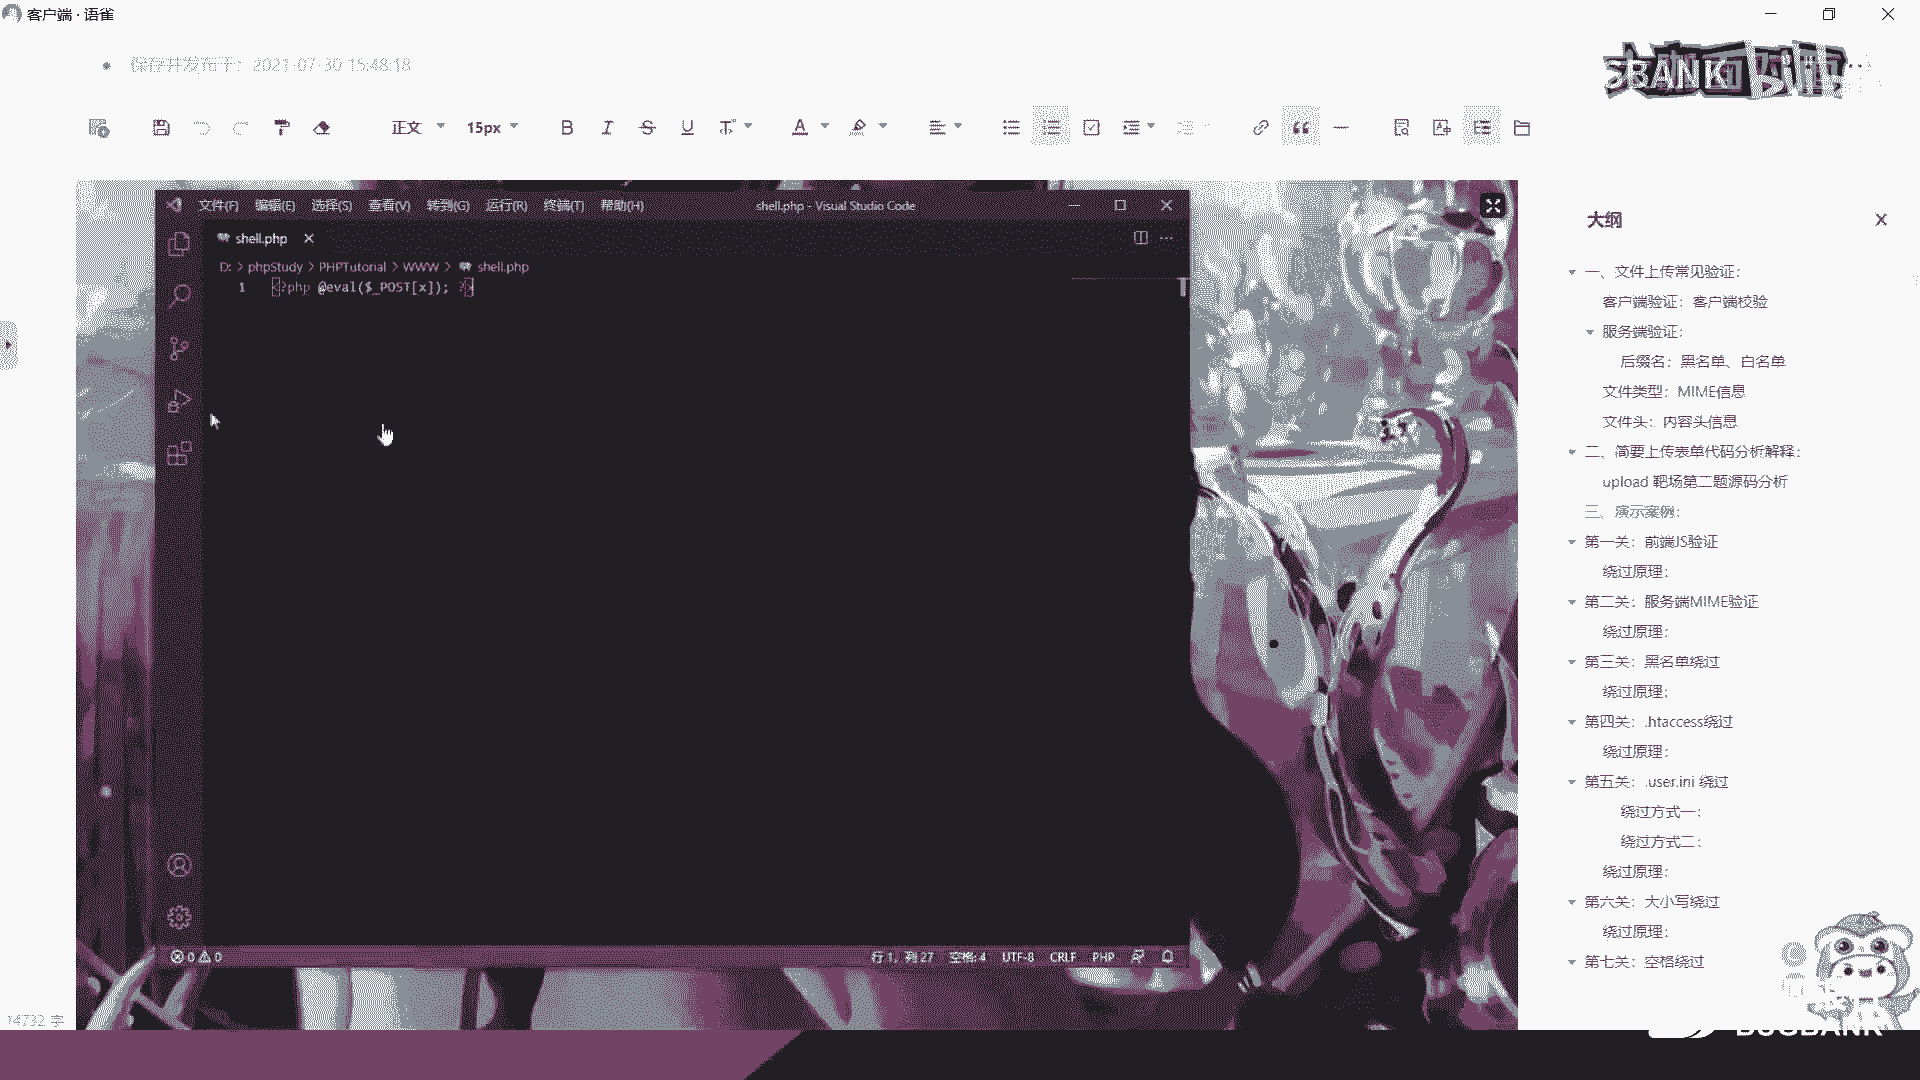 客户端 · 语雀
保存并发布于：2021-07-30 15:48:18
正文
15px
文件(F) 编辑(E) 选择(S) 查看(V) 转到(G) 运行(R) 终端(T) 帮助(H)
shell.php - Visual Studio Code
shell.php
D: > phpStudy > PHPTutorial > WWW > shell.php
1 <?php @eval($_POST[x]); ?>
0 0
行 1，列 27 空格: 4 UTF-8 CRLF PHP
14732 字
大纲
一、文件上传常见验证：
客户端验证：客户端校验
服务端验证：
后缀名：黑名单、白名单
文件类型：MIME信息
文件头：内容头信息
二、简要上传表单代码分析解释：
upload 靶场第二题源码分析
三、演示案例：
第一关：前端JS验证
绕过原理：
第二关：服务端MIME验证
绕过原理：
第三关：黑名单绕过
绕过原理：
第四关：.htaccess绕过
绕过原理：
第五关：.user.ini 绕过
绕过方式一：
绕过方式二：
绕过原理：
第六关：大小写绕过
绕过原理：
第七关：空格绕过
BUGBANK